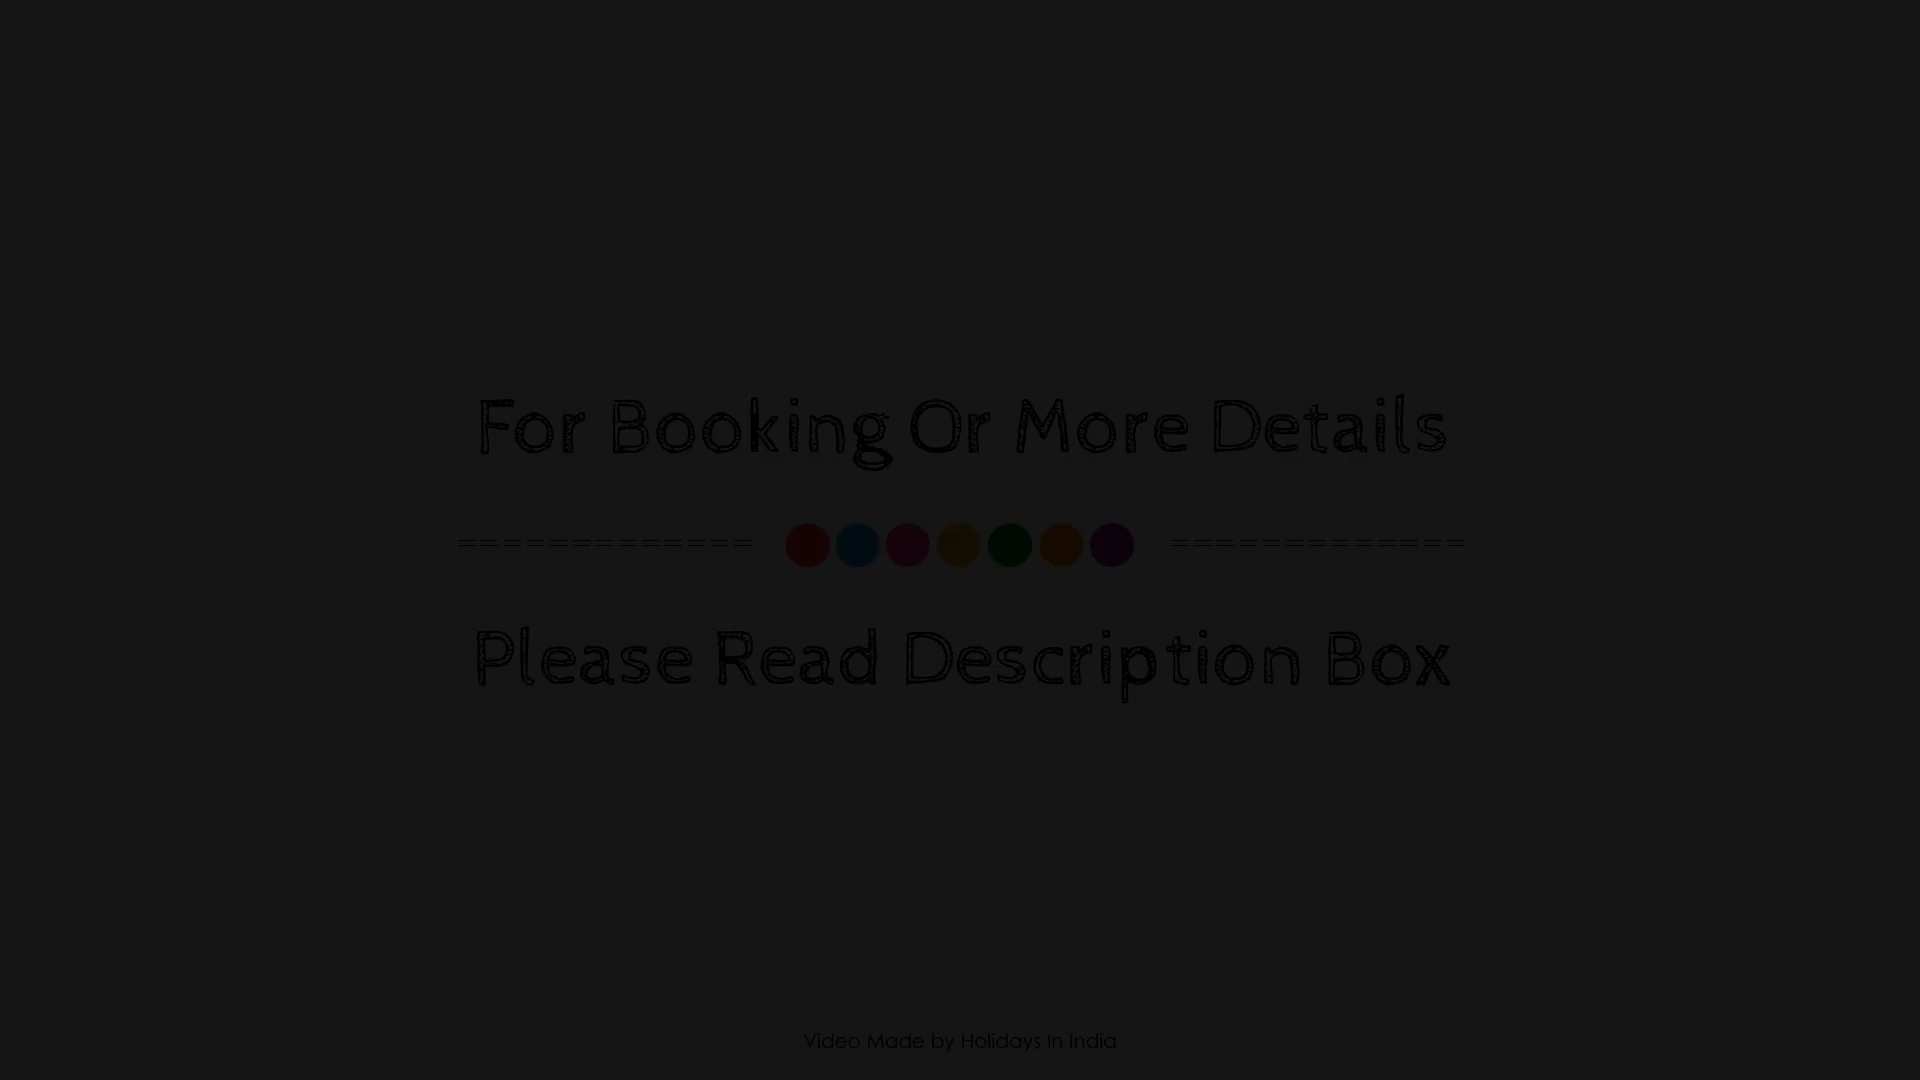 For Booking Or More Details
============= =============
Please Read Description Box
Video Made by Holidays In India